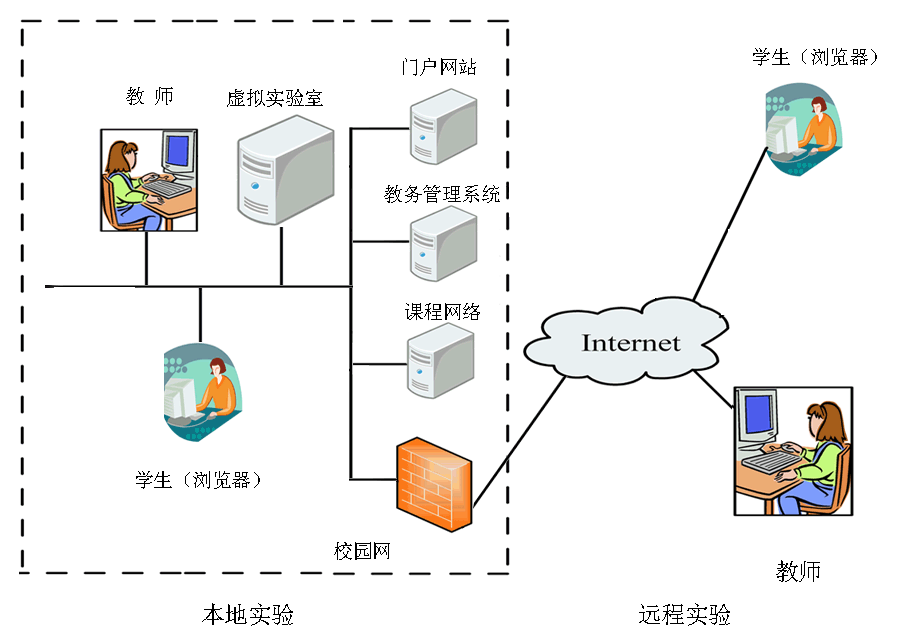 门户网站
学生（浏览器）
教 师
虚拟实验室
教务管理系统
课程网络
Internet
学生（浏览器）
校园网
教师
本地实验
远程实验